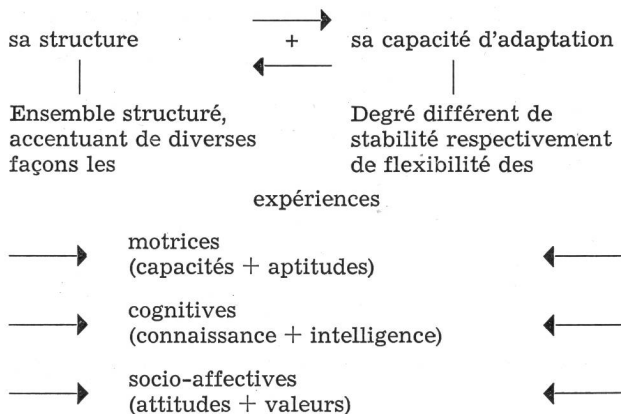 sa structure + sa capacité d'adaptation
Ensemble structuré,
accentuant de diverses
façons les
Degré différent de
stabilité respectivement
de flexibilité des
expériences
motrices
(capacités + aptitudes)
cognitives
(connaissance + intelligence)
socio-affectives
(attitudes + valeurs)